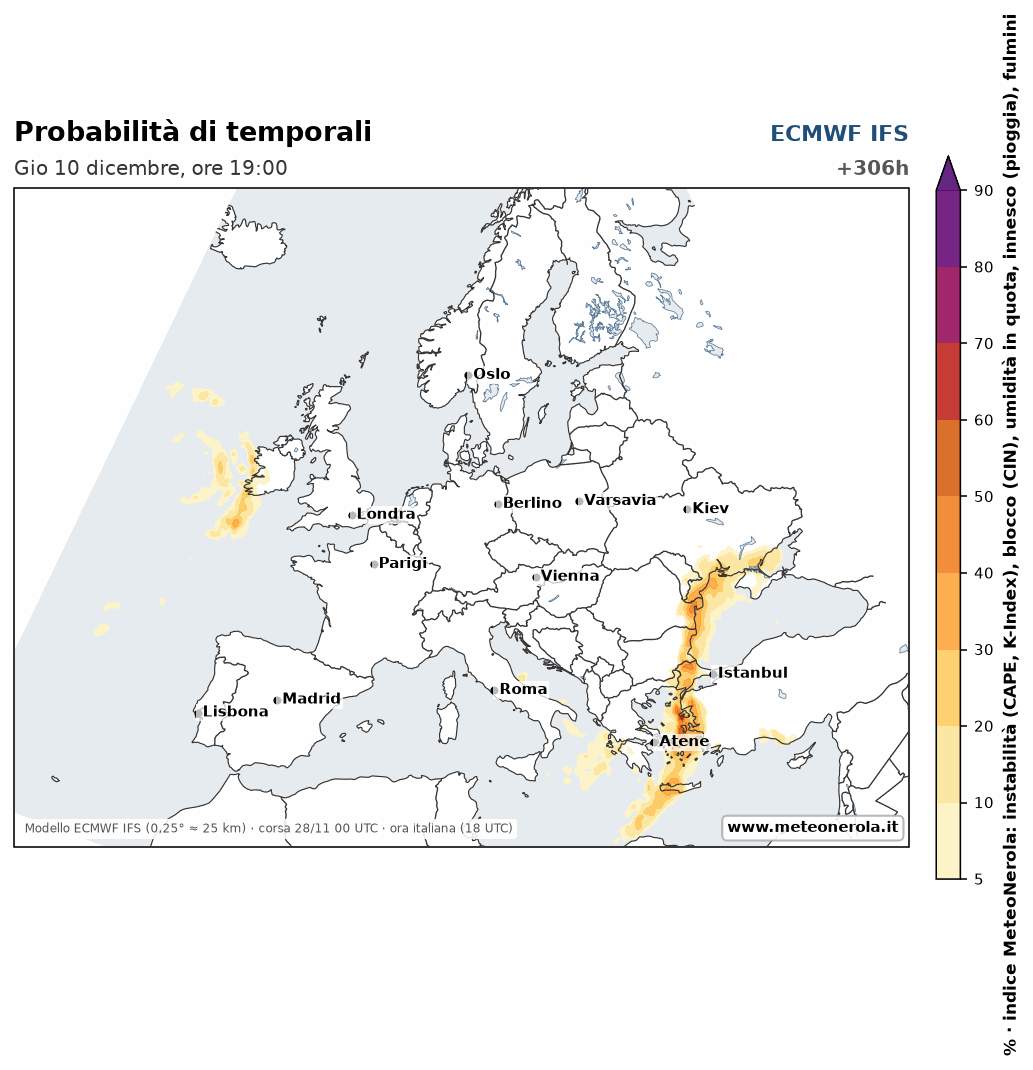 Probabilità di temporali
ECMWF IFS
Gio 10 dicembre, ore 19:00
+306h
Oslo
Berlino
Varsavia
Kiev
Londra
Parigi
Vienna
Istanbul
Roma
Madrid
Lisbona
Atene
Modello ECMWF IFS (0,25° ≈ 25 km) · corsa 28/11 00 UTC · ora italiana (18 UTC)
www.meteonerola.it
90
80
70
60
50
40
30
20
10
5
% · indice MeteoNerola: instabilità (CAPE, K-Index), blocco (CIN), umidità in quota, innesco (pioggia), fulmini